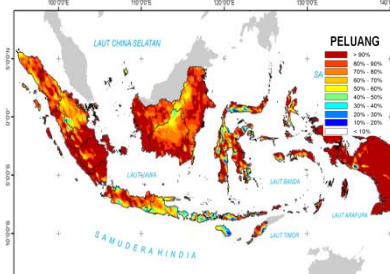 100°0'0"E
110°0'0"E
120°0'0"E
130°0'0"E
LAUT CHINA SELATAN
PELUANG
> 90%
80% - 90%
70% - 80%
60% - 70%
50% - 60%
40% - 50%
30% - 40%
20% - 30%
10% - 20%
< 10%
LAUT JAWA
LAUT BANDA
LAUT ARAFURA
LAUT TIMOR
SAMUDERA HINDIA